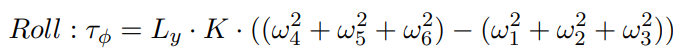 Roll : τ_ϕ = L_y · K · ((ω_4^2 + ω_5^2 + ω_6^2) − (ω_1^2 + ω_2^2 + ω_3^2))